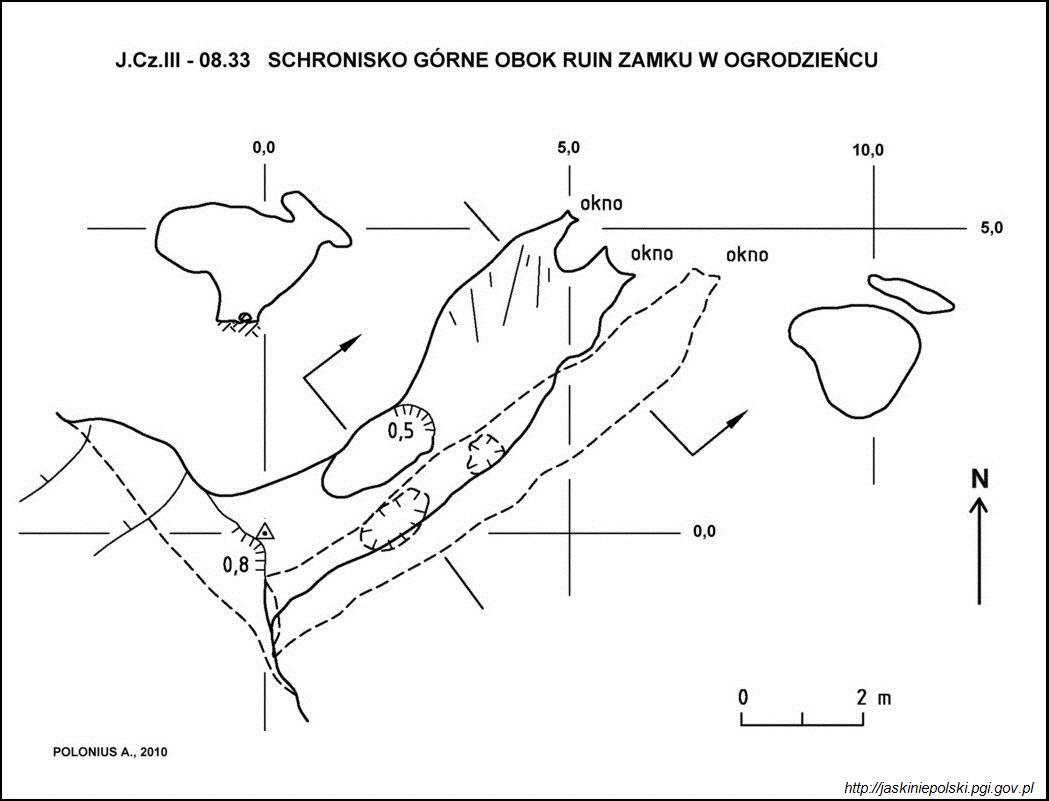 J.Cz.III - 08.33 SCHRONISKO GÓRNE OBOK RUIN ZAMKU W OGRODZIEŃCU
0,0
5,0
10,0
okno
5,0
okno
okno
0,5
N
0,0
0,8
0
2 m
POLONIUS A., 2010
http://jaskiniepolski.pgi.gov.pl